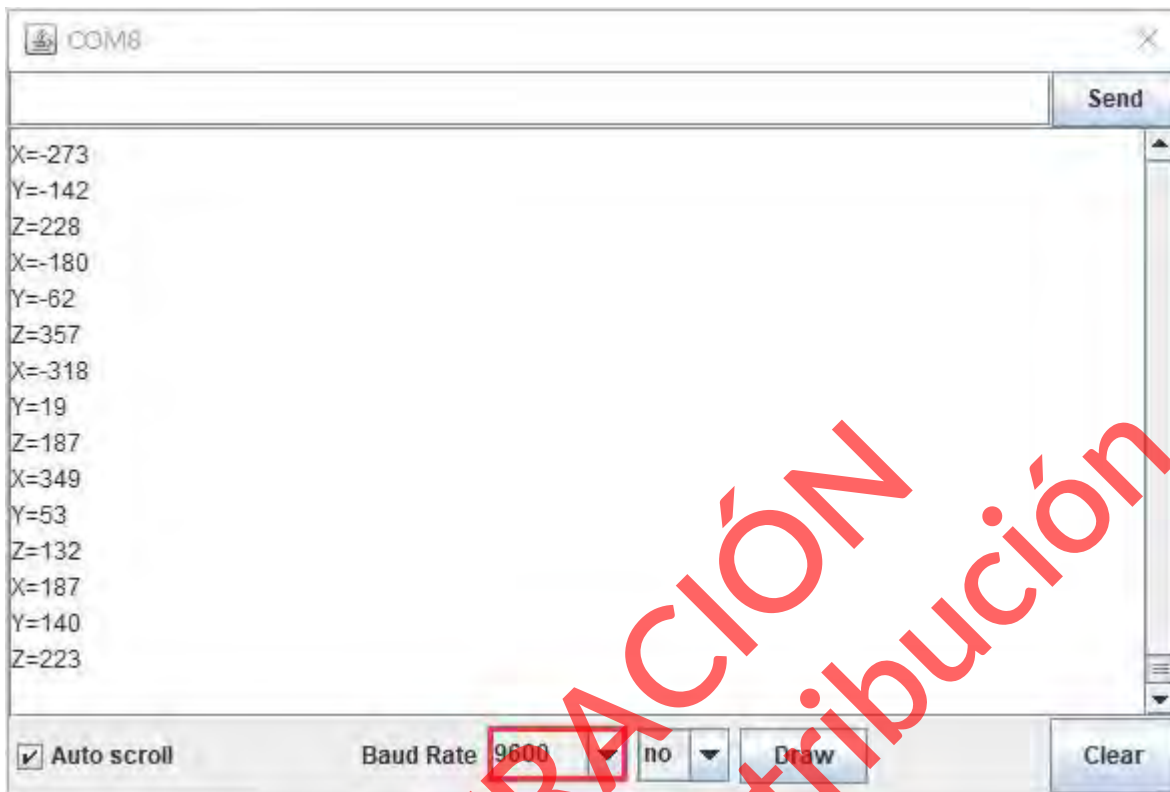 COM8
Send
X=-273
Y=-142
Z=228
X=-180
Y=-62
Z=357
X=-318
Y=19
Z=187
X=349
Y=53
Z=132
X=187
Y=140
Z=223
Auto scroll Baud Rate 9600 no Draw Clear
RACIÓN
tribución